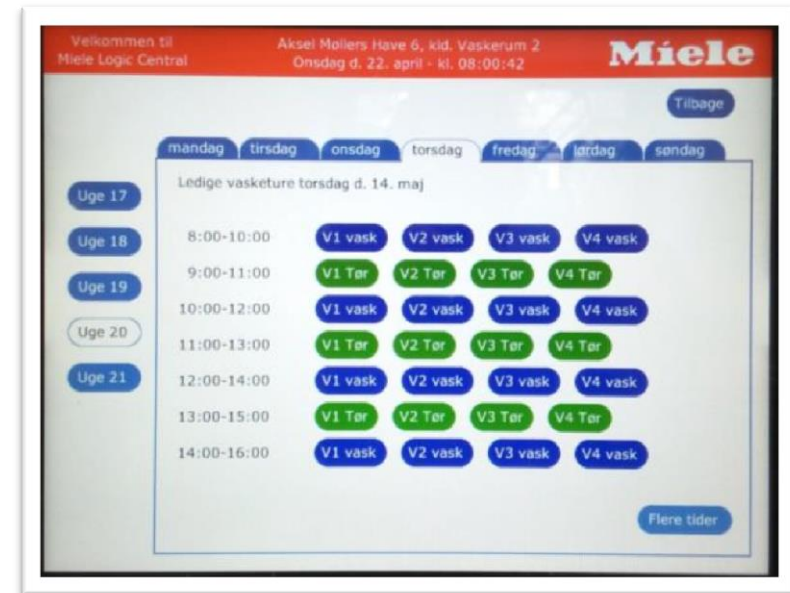 Velkommen til
Miele Logic Central
Aksel Mollers Have 6, kld. Vaskerum 2
Onsdag d. 22. april - kl. 08:00:42
Miele
Tilbage
mandag tirsdag onsdag torsdag fredag lørdag søndag
Ledige vasketure torsdag d. 14. maj
Uge 17
Uge 18
Uge 19
Uge 20
Uge 21
8:00-10:00 V1 vask V2 vask V3 vask V4 vask
9:00-11:00 V1 Tør V2 Tør V3 Tør V4 Tør
10:00-12:00 V1 vask V2 vask V3 vask V4 vask
11:00-13:00 V1 Tør V2 Tør V3 Tør V4 Tør
12:00-14:00 V1 vask V2 vask V3 vask V4 vask
13:00-15:00 V1 Tør V2 Tør V3 Tør V4 Tør
14:00-16:00 V1 vask V2 vask V3 vask V4 vask
Flere tider